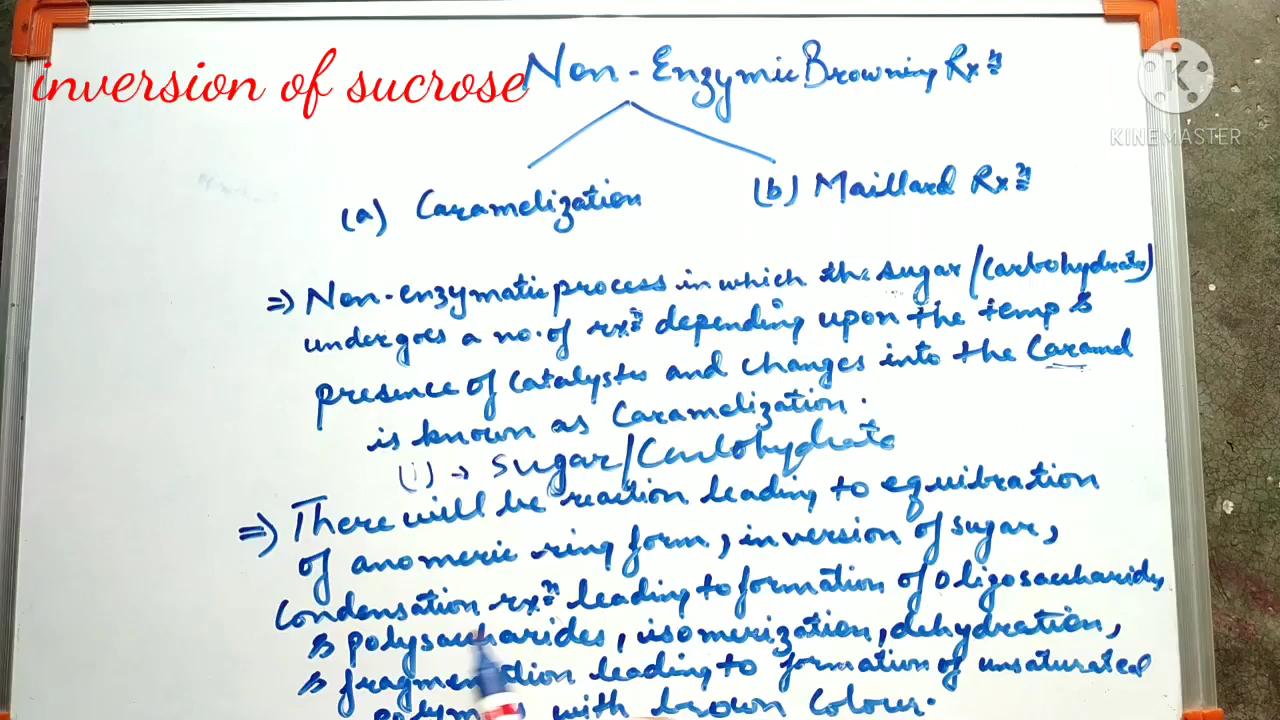 inversion of sucrose
Non-Enzymic Browning Rxⁿ
K
KINEMASTER
(a) Caramelization
(b) Maillard Rxⁿ
=> Non-enzymatic process in which the sugar/(carbohydrate)
undergoes a no. of rxⁿ depending upon the temp &
presence of catalysts and changes into the Caramel
is known as Caramelization.
(i) → Sugar/Carbohydrate
=> There will be reaction leading to equibration
of anomeric ring form, inversion of sugar,
Condensation rxⁿ leading to formation of Oligosaccharides
& polysaccharides, isomerization, dehydration,
& fragmentation leading to formation of unsaturated
with brown Colour.